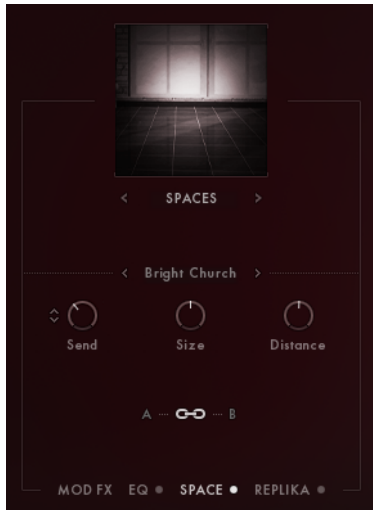 SPACES
Bright Church
Send Size Distance
A B
MOD FX EQ SPACE REPLIKA